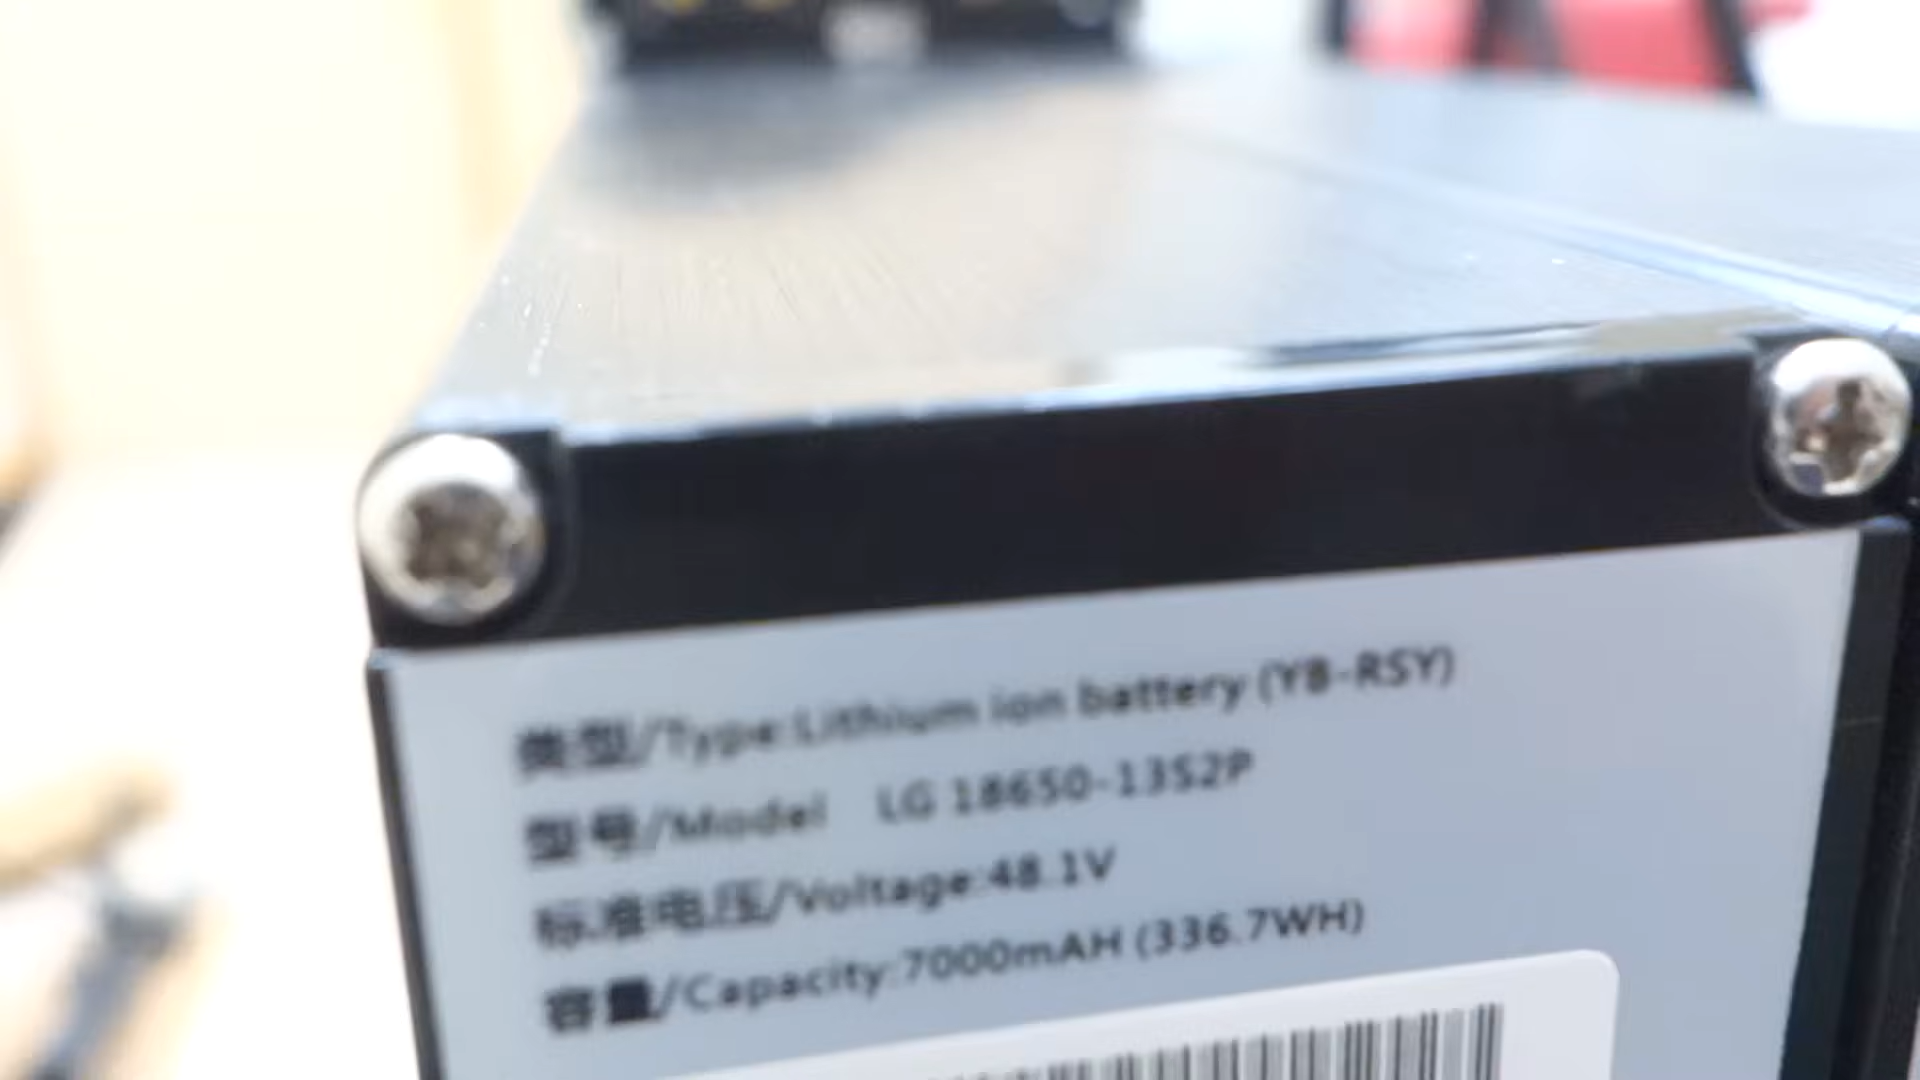 类型/Type:Lithium ion battery (YB-RSY)
型号/Model LG 18650-13S2P
标准电压/Voltage:48.1V
容量/Capacity:7000mAH (336.7WH)